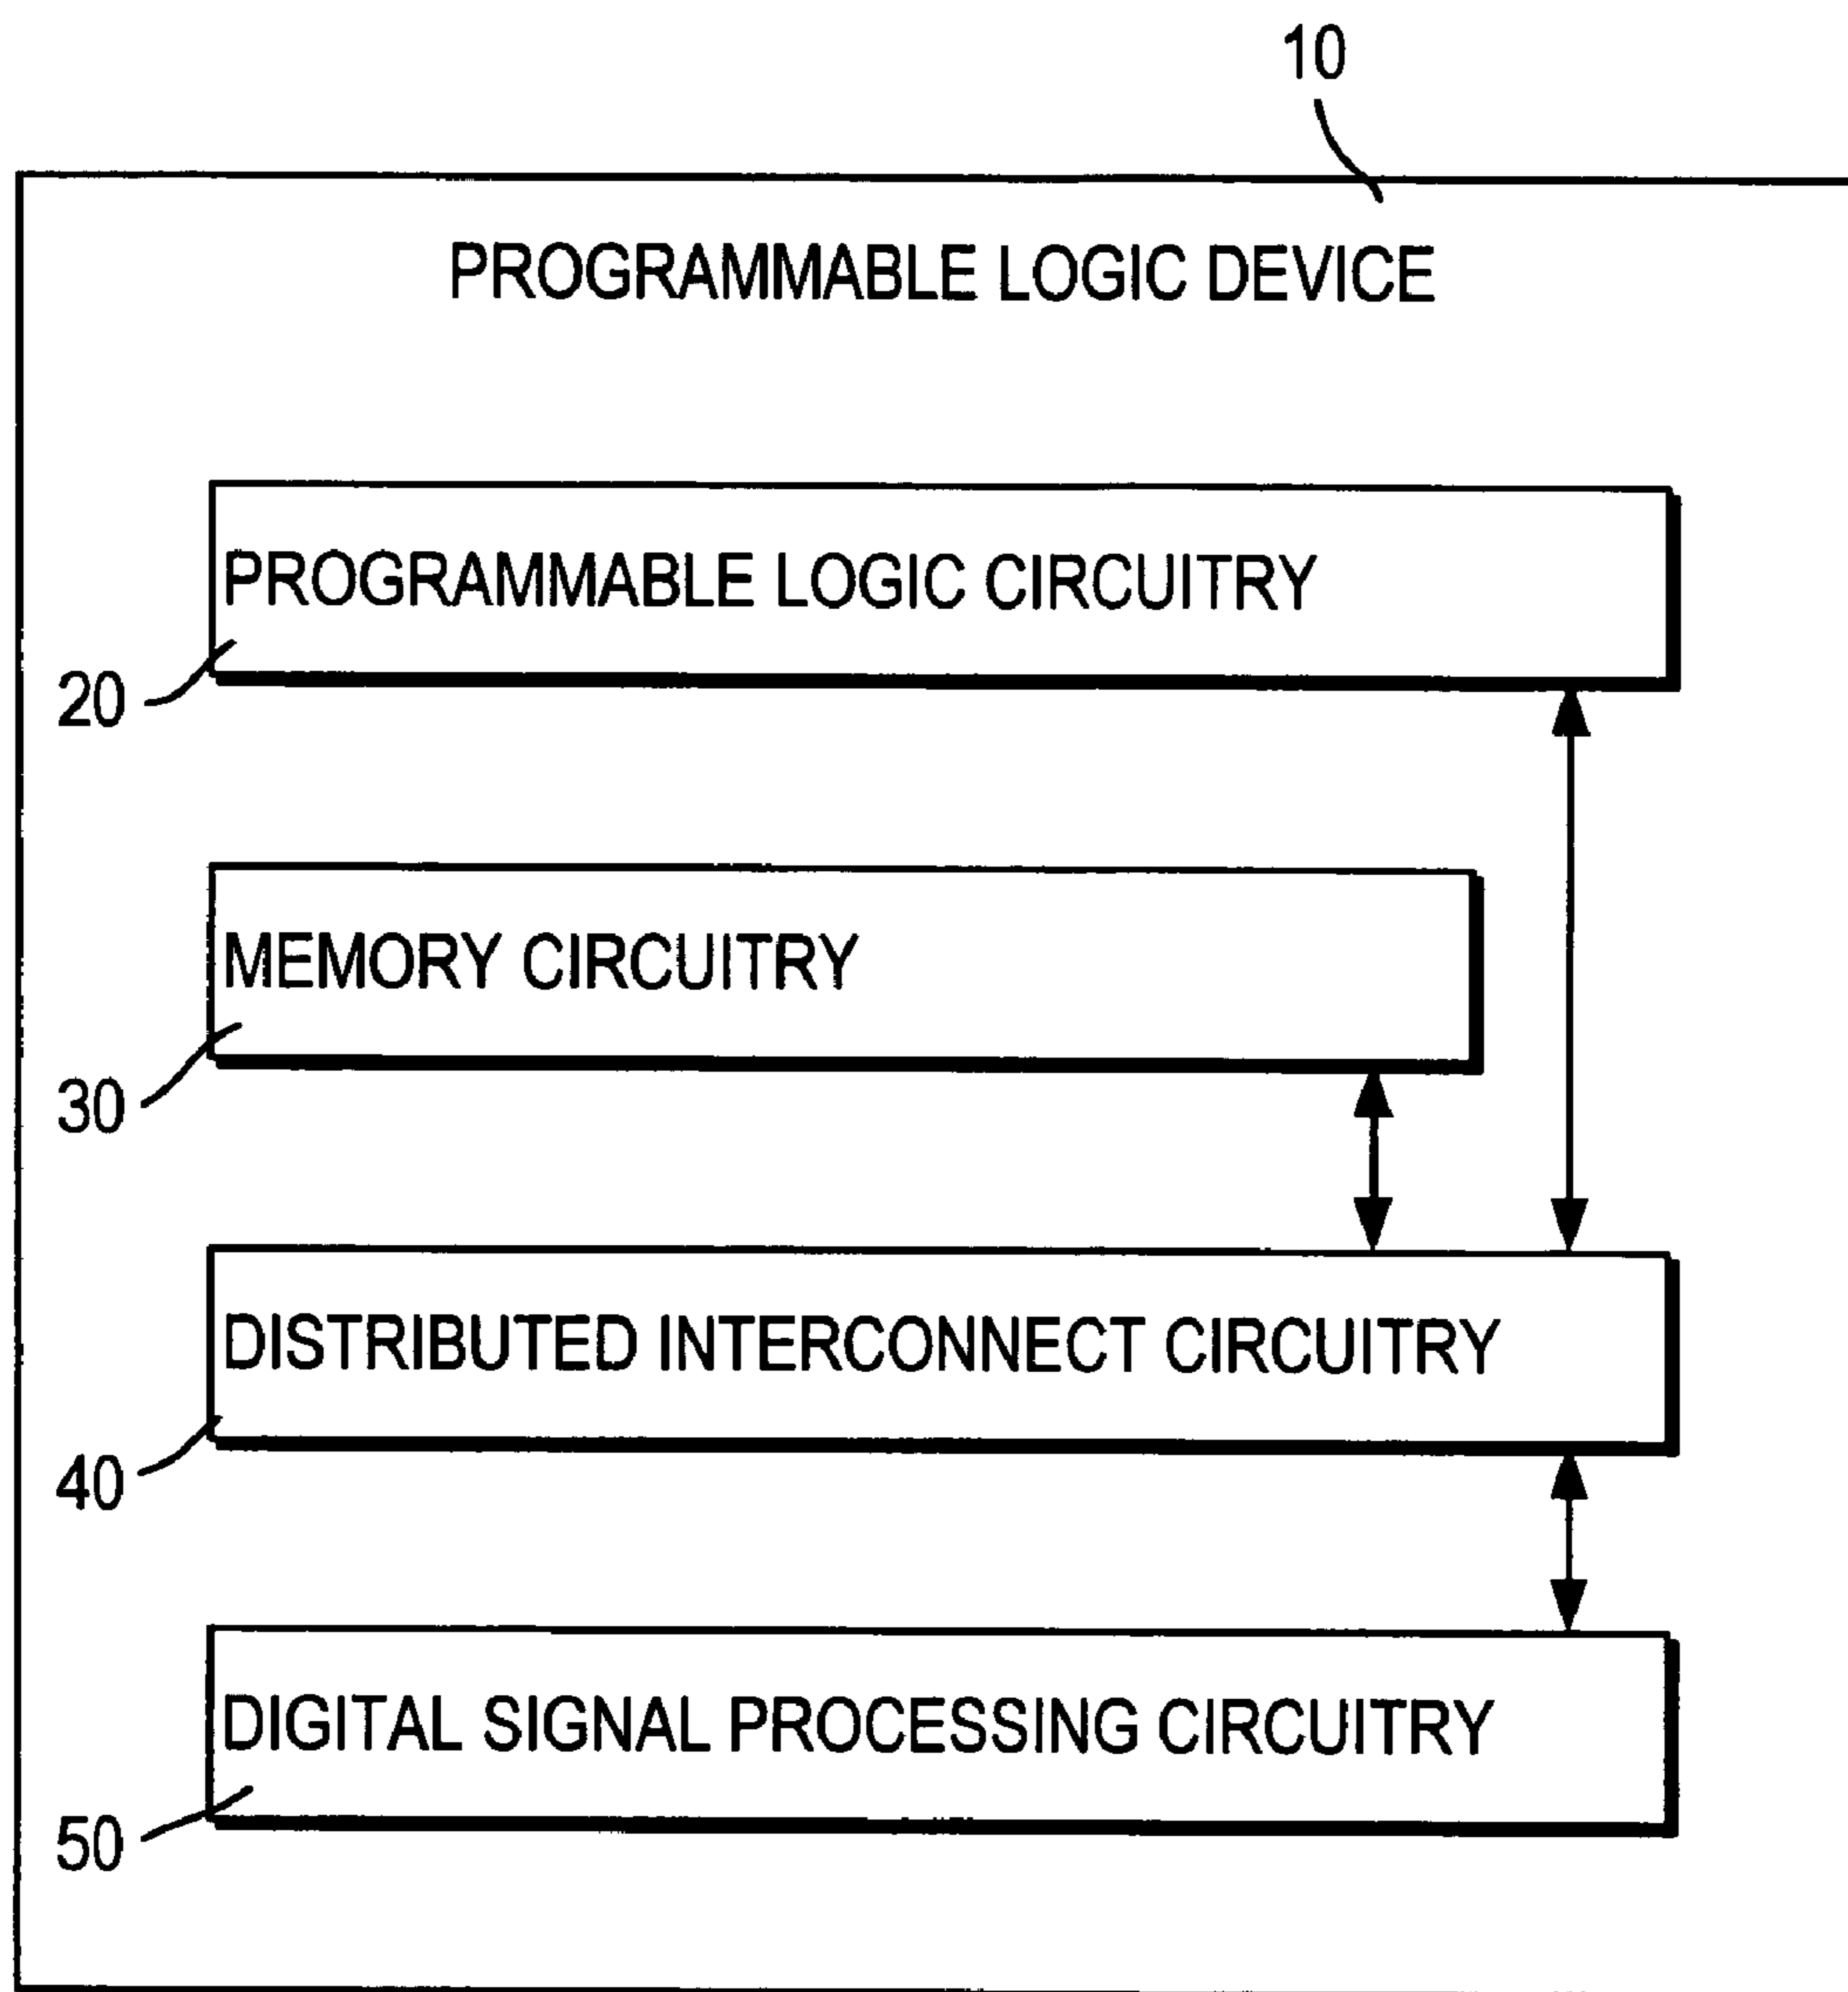 10
PROGRAMMABLE LOGIC DEVICE
PROGRAMMABLE LOGIC CIRCUITRY
20
MEMORY CIRCUITRY
30
DISTRIBUTED INTERCONNECT CIRCUITRY
40
DIGITAL SIGNAL PROCESSING CIRCUITRY
50